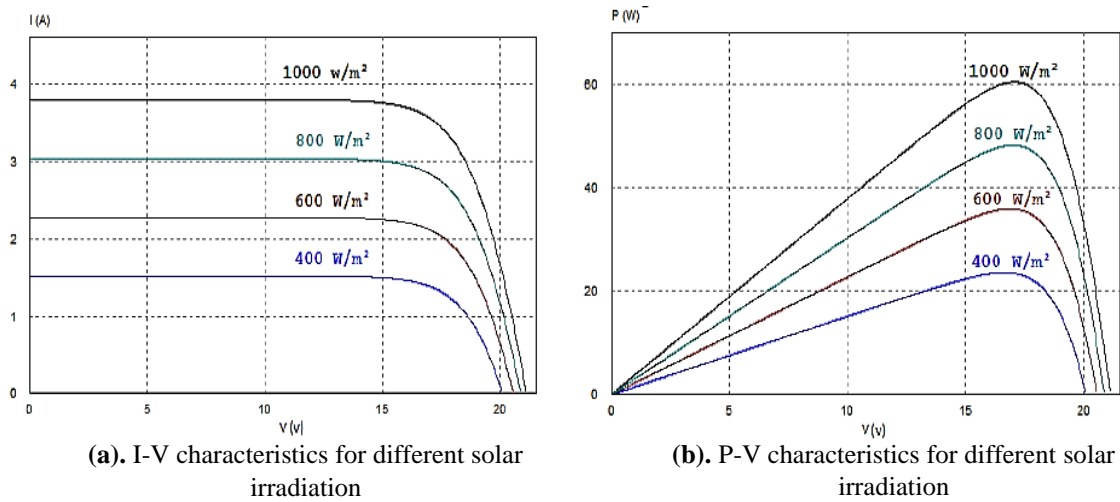 I (A)
4
3
2
1
0
1000 w/m²
800 W/m²
600 W/m²
400 W/m²
0
5
10
15
20
V (v)
(a). I-V characteristics for different solar
irradiation
P (W)
60
40
20
0
1000 W/m²
800 W/m²
600 W/m²
400 W/m²
0
5
10
15
20
V(v)
(b). P-V characteristics for different solar
irradiation